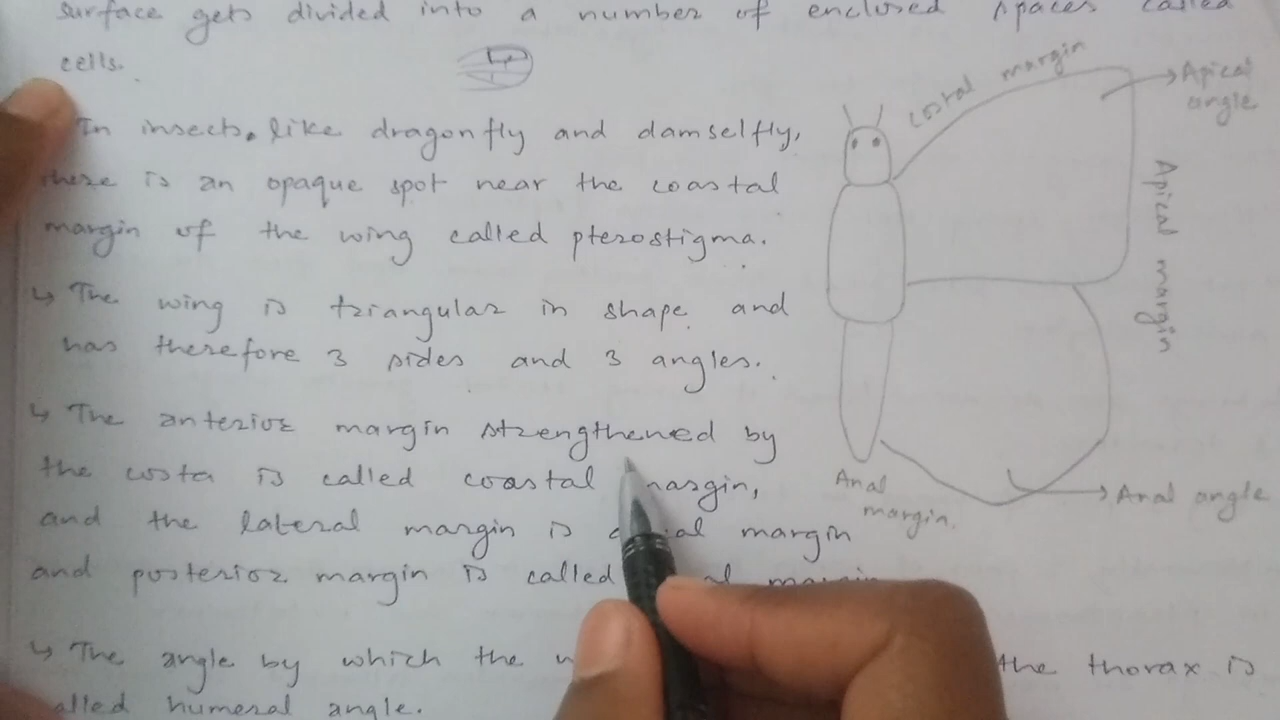 surface gets divided into a number of enclosed spaces called
cells.
In insects like dragonfly and damselfly,
there is an opaque spot near the coastal
margin of the wing called pterostigma.
↳ The wing is triangular in shape and
has therefore 3 sides and 3 angles.
↳ The anterior margin strengthened by
the costa is called coastal margin,
and the lateral margin is margin
and posterior margin is called
↳ The angle by which the the thorax is
called humeral angle.
costal margin
Apical
angle
Apical margin
Anal
margin.
Anal angle